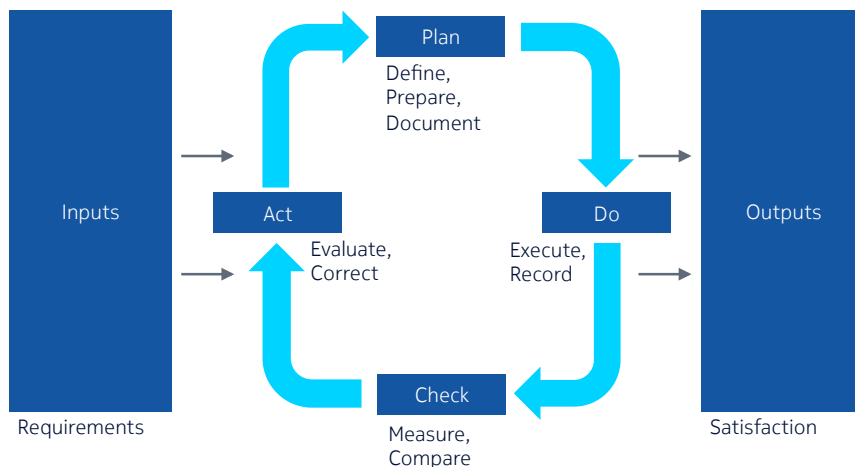 Plan
Define,
Prepare,
Document
Inputs
Act
Do
Outputs
Evaluate,
Correct
Execute,
Record
Check
Requirements
Measure,
Compare
Satisfaction